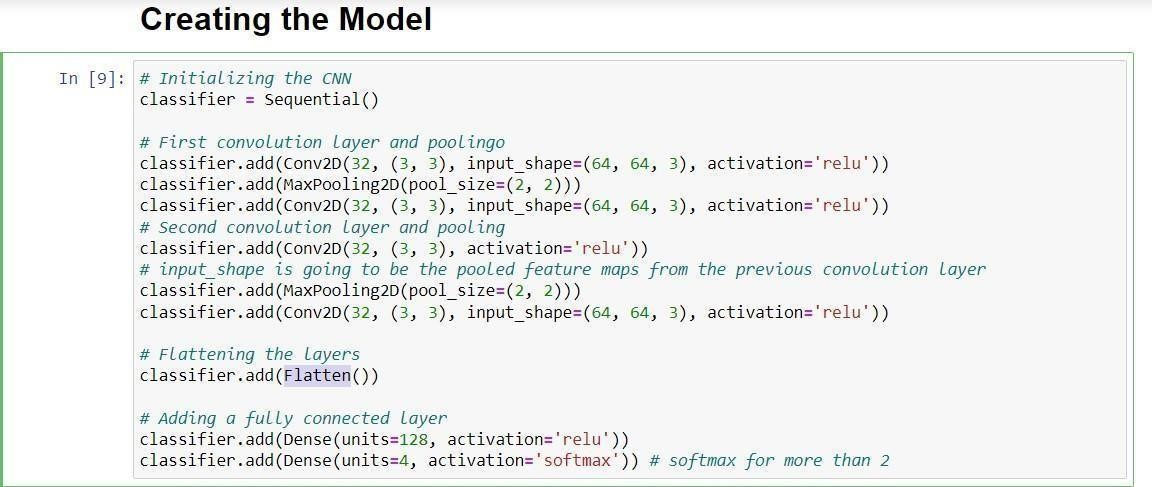 Creating the Model
In [9]: # Initializing the CNN
classifier = Sequential()
# First convolution layer and poolingo
classifier.add(Conv2D(32, (3, 3), input_shape=(64, 64, 3), activation='relu'))
classifier.add(MaxPooling2D(pool_size=(2, 2)))
classifier.add(Conv2D(32, (3, 3), input_shape=(64, 64, 3), activation='relu'))
# Second convolution layer and pooling
classifier.add(Conv2D(32, (3, 3), activation='relu'))
# input_shape is going to be the pooled feature maps from the previous convolution layer
classifier.add(MaxPooling2D(pool_size=(2, 2)))
classifier.add(Conv2D(32, (3, 3), input_shape=(64, 64, 3), activation='relu'))
# Flattening the layers
classifier.add(Flatten())
# Adding a fully connected layer
classifier.add(Dense(units=128, activation='relu'))
classifier.add(Dense(units=4, activation='softmax')) # softmax for more than 2